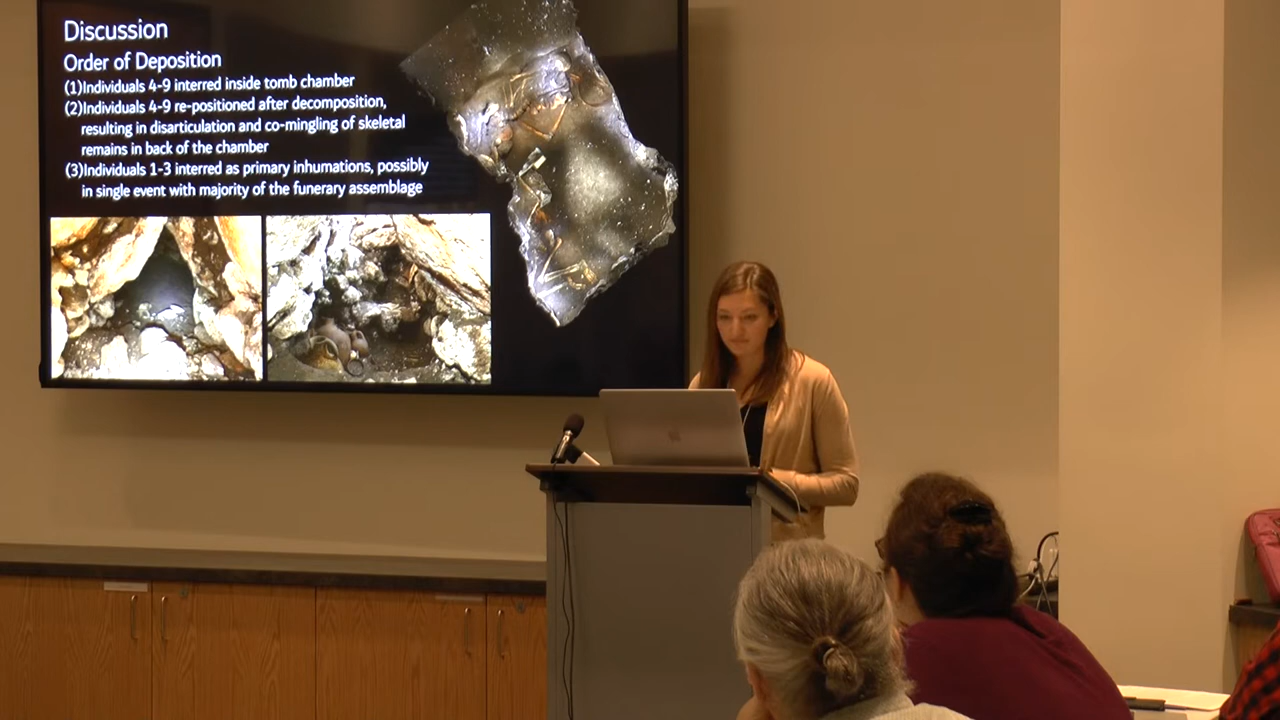 Discussion
Order of Deposition
(1)Individuals 4-9 interred inside tomb chamber
(2)Individuals 4-9 re-positioned after decomposition,
resulting in disarticulation and co-mingling of skeletal
remains in back of the chamber
(3)Individuals 1-3 interred as primary inhumations, possibly
in single event with majority of the funerary assemblage